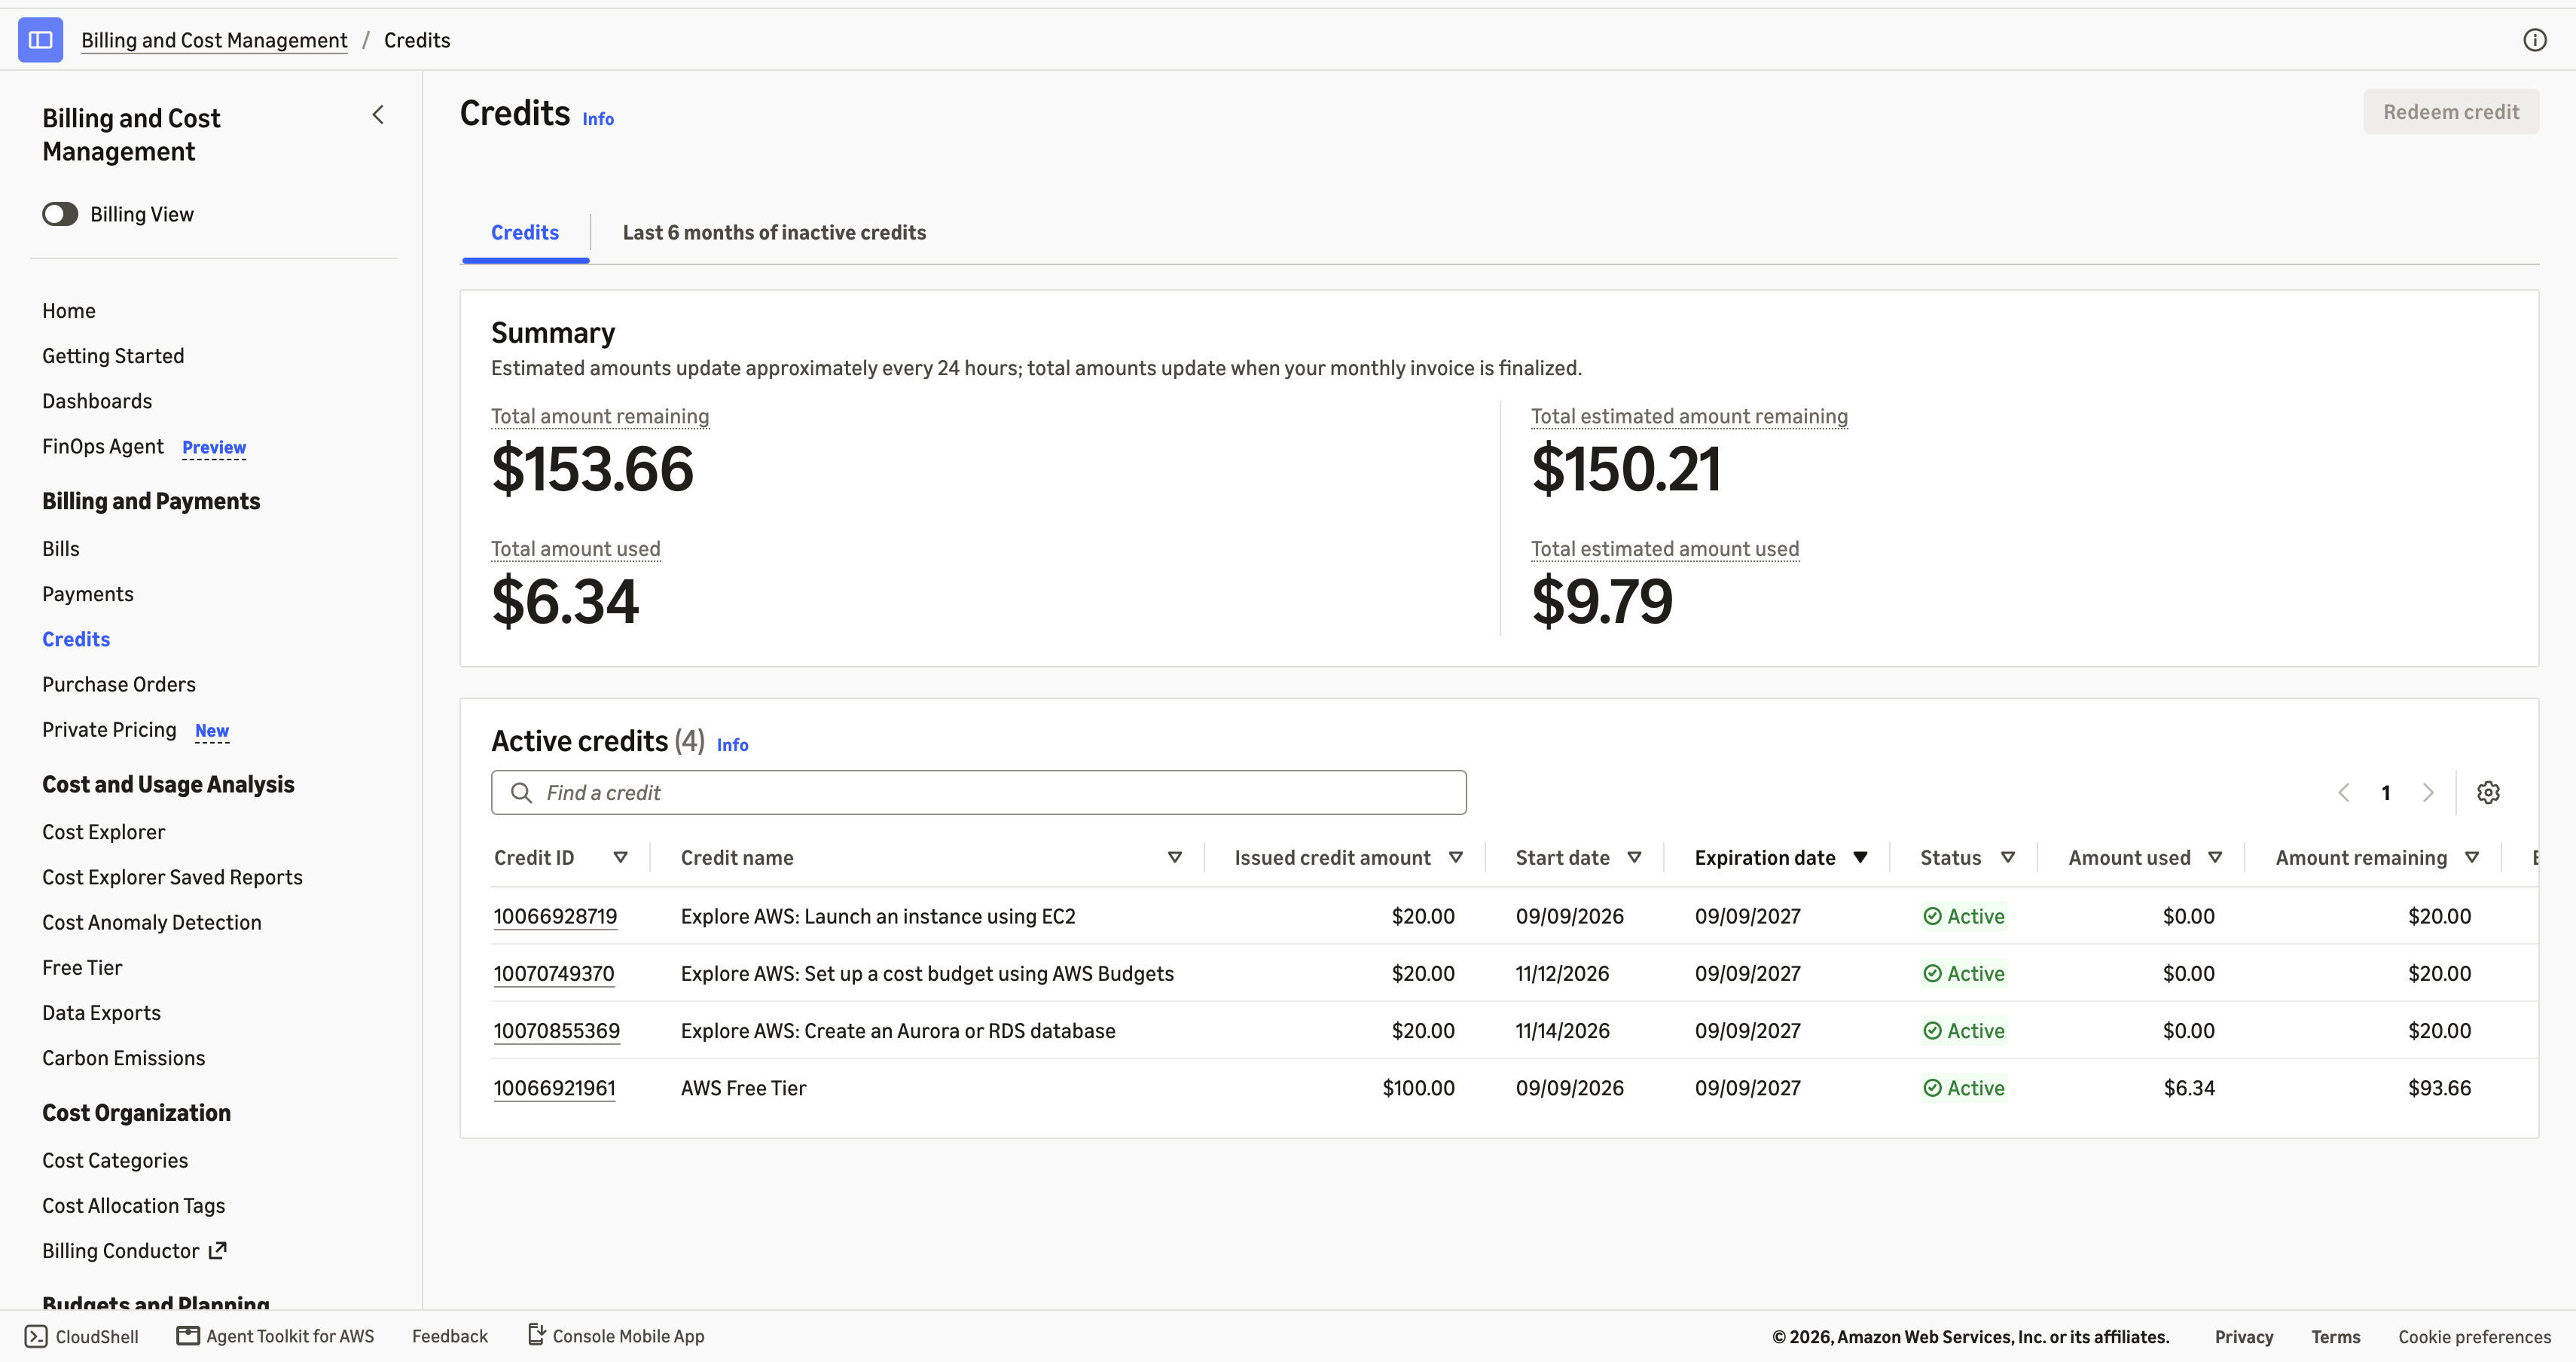 Billing and Cost Management / Credits
Billing and Cost
Management
Billing View
Home
Getting Started
Dashboards
FinOps Agent Preview
Billing and Payments
Bills
Payments
Credits
Purchase Orders
Private Pricing New
Cost and Usage Analysis
Cost Explorer
Cost Explorer Saved Reports
Cost Anomaly Detection
Free Tier
Data Exports
Carbon Emissions
Cost Organization
Cost Categories
Cost Allocation Tags
Billing Conductor
Budgets and Planning
Credits Info
Redeem credit
Credits
Last 6 months of inactive credits
Summary
Estimated amounts update approximately every 24 hours; total amounts update when your monthly invoice is finalized.
Total amount remaining
$153.66
Total amount used
$6.34
Total estimated amount remaining
$150.21
Total estimated amount used
$9.79
Active credits (4) Info
Find a credit
1
Credit ID Credit name Issued credit amount Start date Expiration date Status Amount used Amount remaining
10066928719 Explore AWS: Launch an instance using EC2 $20.00 09/09/2026 09/09/2027 Active $0.00 $20.00
10070749370 Explore AWS: Set up a cost budget using AWS Budgets $20.00 11/12/2026 09/09/2027 Active $0.00 $20.00
10070855369 Explore AWS: Create an Aurora or RDS database $20.00 11/14/2026 09/09/2027 Active $0.00 $20.00
10066921961 AWS Free Tier $100.00 09/09/2026 09/09/2027 Active $6.34 $93.66
CloudShell Agent Toolkit for AWS Feedback Console Mobile App © 2026, Amazon Web Services, Inc. or its affiliates. Privacy Terms Cookie preferences